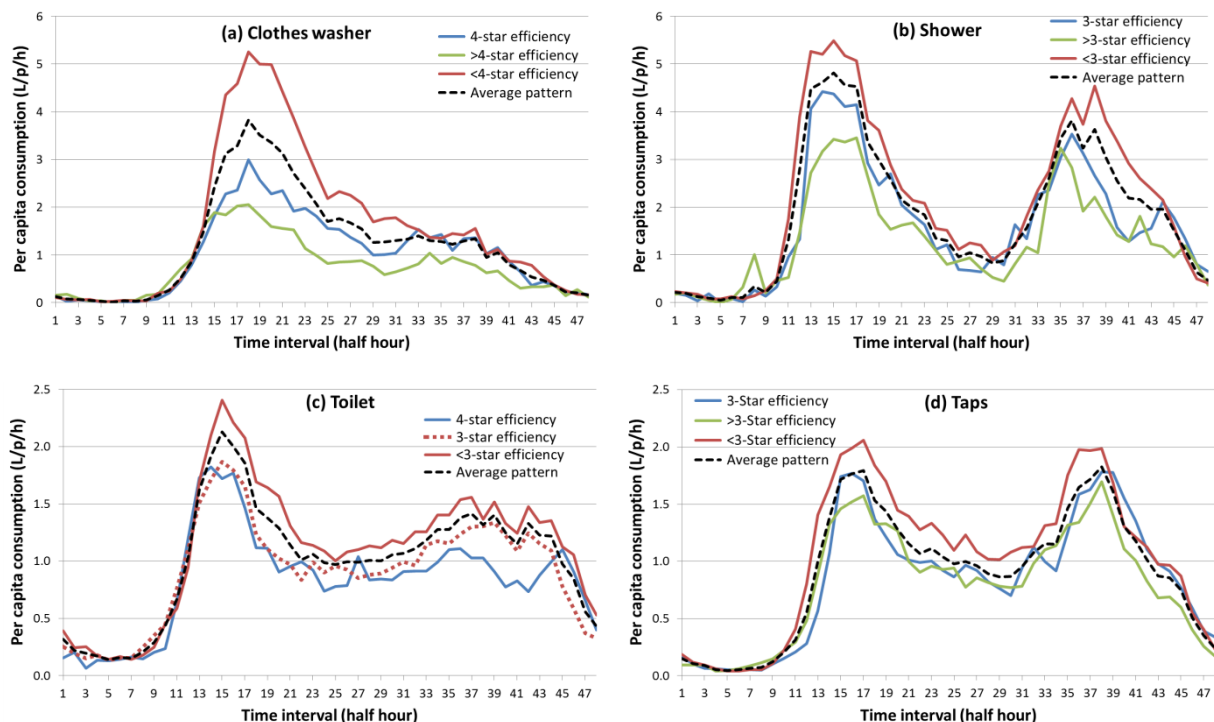 (a) Clothes washer
4-star efficiency
>4-star efficiency
<4-star efficiency
Average pattern
Per capita consumption (L/p/h)
6
5
4
3
2
1
0
1 3 5 7 9 11 13 15 17 19 21 23 25 27 29 31 33 35 37 39 41 43 45 47
Time interval (half hour)
(b) Shower
3-star efficiency
>3-star efficiency
<3-star efficiency
Average pattern
Per capita consumption (L/p/h)
6
5
4
3
2
1
0
1 3 5 7 9 11 13 15 17 19 21 23 25 27 29 31 33 35 37 39 41 43 45 47
Time interval (half hour)
(c) Toilet
4-star efficiency
3-star efficiency
<3-star efficiency
Average pattern
Per capita consumption (L/p/h)
2.5
2.0
1.5
1.0
0.5
0.0
1 3 5 7 9 11 13 15 17 19 21 23 25 27 29 31 33 35 37 39 41 43 45 47
Time interval (half hour)
(d) Taps
3-Star efficiency
>3-Star efficiency
<3-Star efficiency
Average pattern
Per capita consumption (L/p/h)
2.5
2.0
1.5
1.0
0.5
0.0
1 3 5 7 9 11 13 15 17 19 21 23 25 27 29 31 33 35 37 39 41 43 45 47
Time interval (half hour)